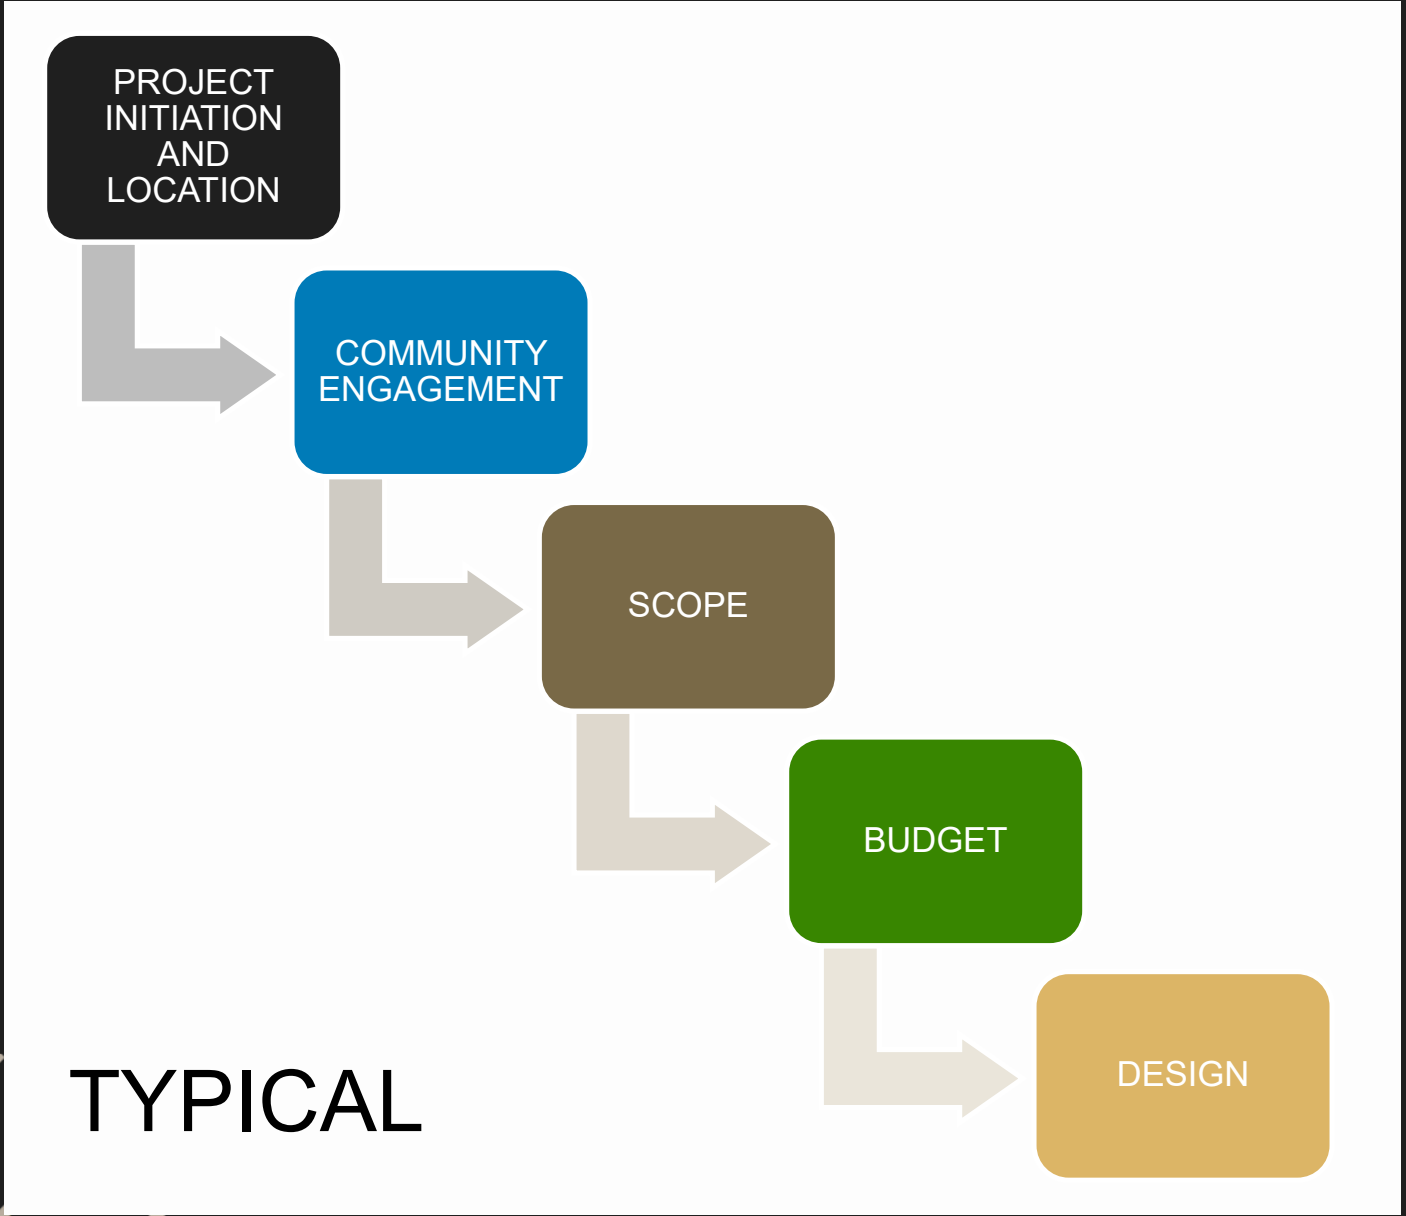 PROJECT
INITIATION
AND
LOCATION
COMMUNITY
ENGAGEMENT
SCOPE
BUDGET
DESIGN
TYPICAL